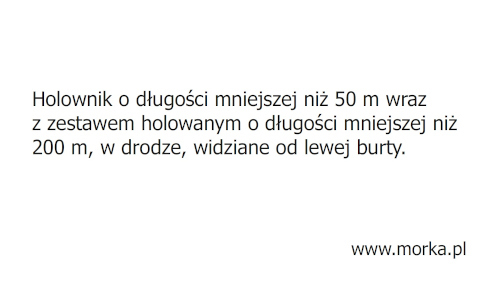 Holownik o długości mniejszej niż 50 m wraz
z zestawem holowanym o długości mniejszej niż
200 m, w drodze, widziane od lewej burty.
www.morka.pl